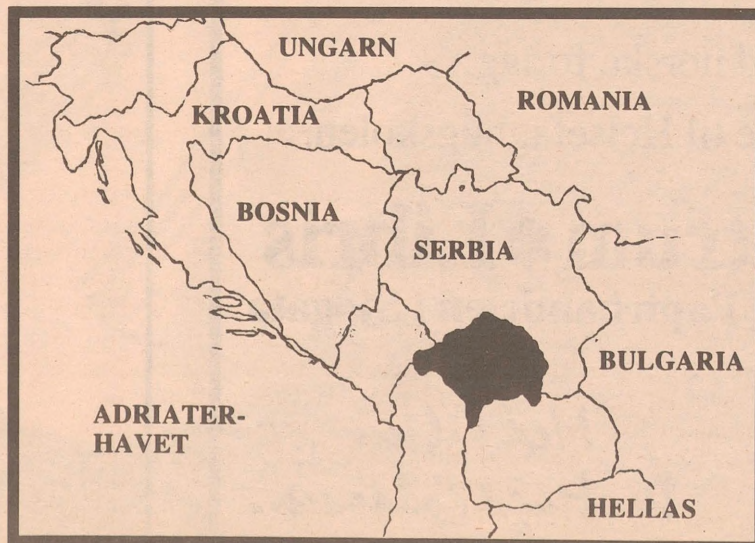 UNGARN
ROMANIA
KROATIA
BOSNIA
SERBIA
BULGARIA
ADRIATER-
HAVET
HELLAS